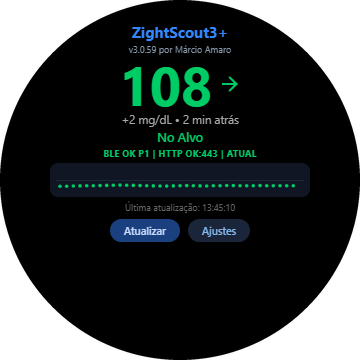 ZightScout3+
v3.0.59 por Márcio Amaro
108 →
+2 mg/dL • 2 min atrás
No Alvo
BLE OK P1 | HTTP OK:443 | ATUAL
Última atualização: 13:45:10
Atualizar Ajustes